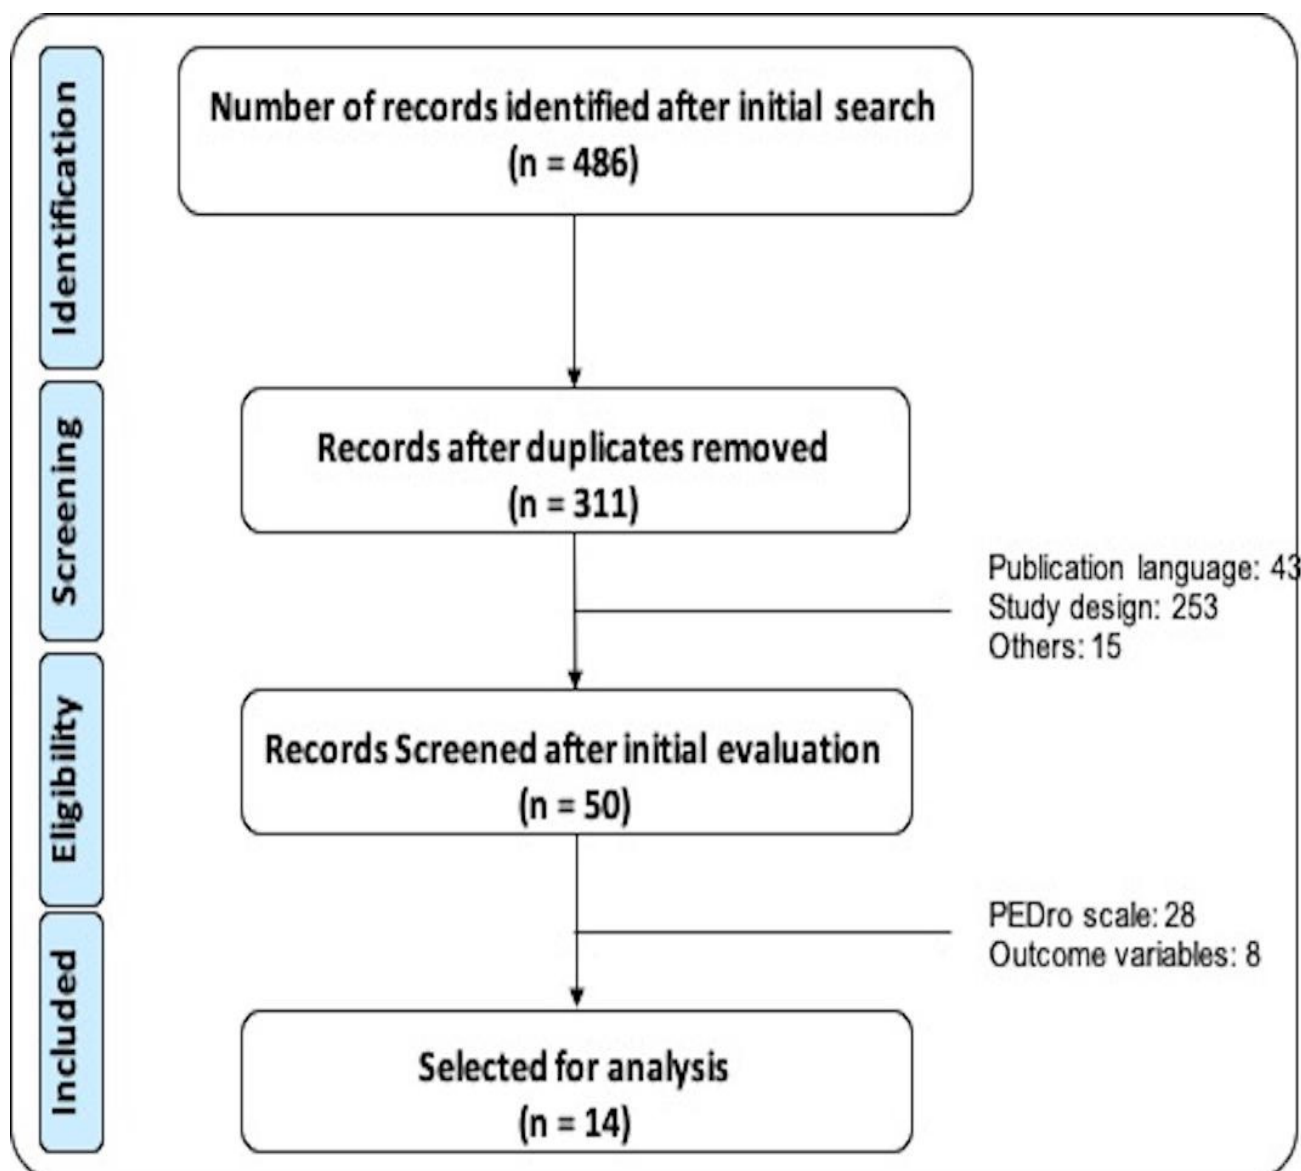 Identification
Number of records identified after initial search
(n = 486)
Screening
Records after duplicates removed
(n = 311)
Publication language: 43
Study design: 253
Others: 15
Eligibility
Records Screened after initial evaluation
(n = 50)
PEDro scale: 28
Outcome variables: 8
Included
Selected for analysis
(n = 14)